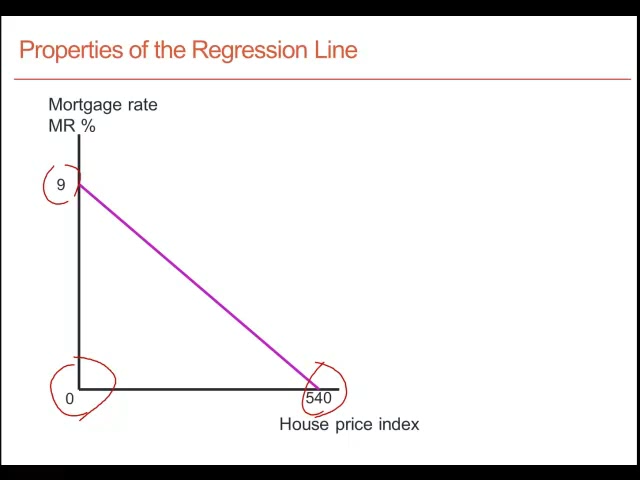 Properties of the Regression Line
Mortgage rate
MR %
9
0
540
House price index